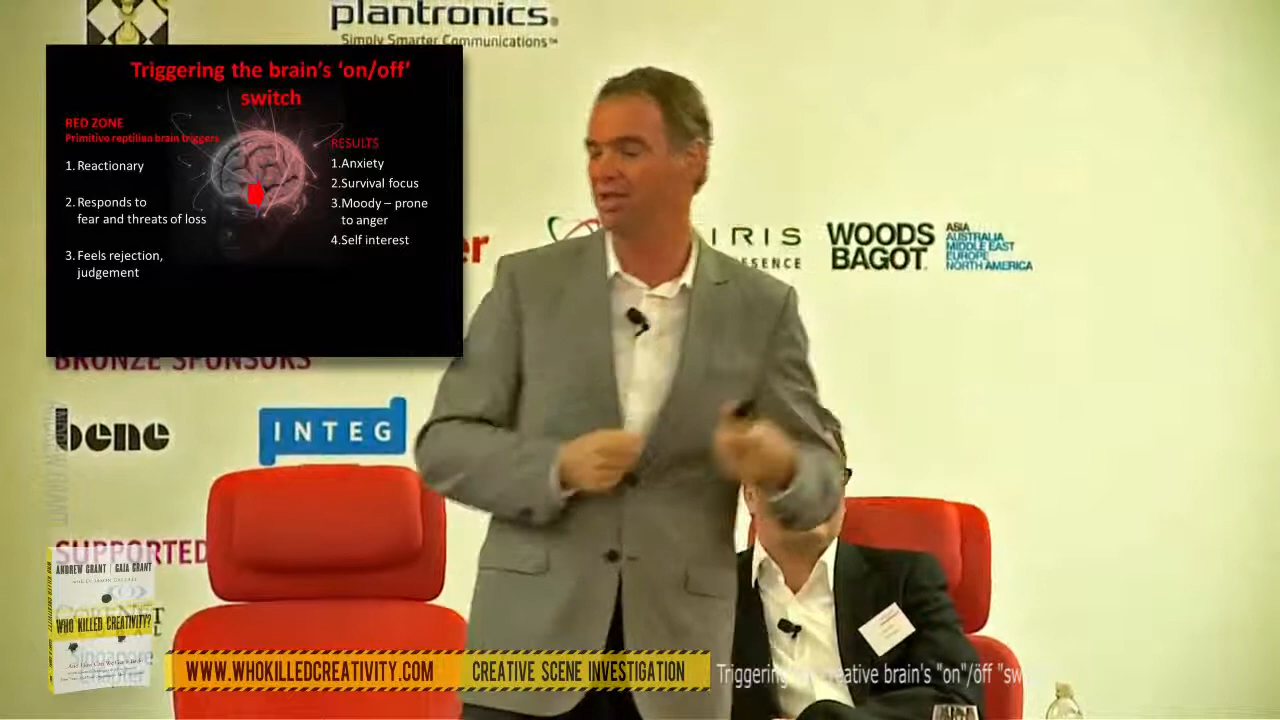 plantronics.
Simply Smarter Communications™
Triggering the brain's 'on/off'
switch
RED ZONE
Primitive reptilian brain triggers
1. Reactionary
2. Responds to
fear and threats of loss
3. Feels rejection,
judgement
RESULTS
1.Anxiety
2.Survival focus
3.Moody – prone
to anger
4.Self interest
IRIS
WOODS
BAGOT.
ASIA
AUSTRALIA
MIDDLE EAST
EUROPE
NORTH AMERICA
BRONZE SPONSORS
bene
INTEG
SUPPORTED
ANDREW GRANT GAIA GRANT
WHO KILLED CREATIVITY?
Singapore
WWW.WHOKILLEDCREATIVITY.COM
CREATIVE SCENE INVESTIGATION
Triggering creative brain's "on"/öff "sw